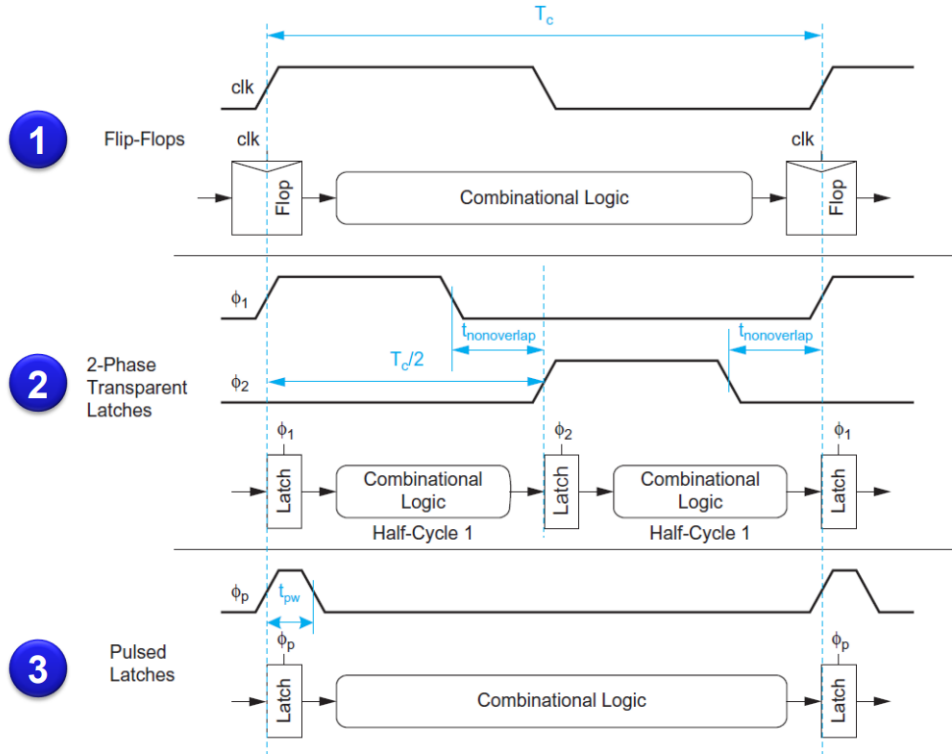 T_c
clk
1
Flip-Flops
clk
clk
Flop
Combinational Logic
Flop
ϕ_1
t_nonoverlap
t_nonoverlap
2
2-Phase
Transparent
Latches
T_c/2
ϕ_2
ϕ_1
ϕ_2
ϕ_1
Latch
Combinational
Logic
Latch
Combinational
Logic
Latch
Half-Cycle 1
Half-Cycle 1
ϕ_p
t_pw
3
Pulsed
Latches
ϕ_p
ϕ_p
Latch
Combinational Logic
Latch